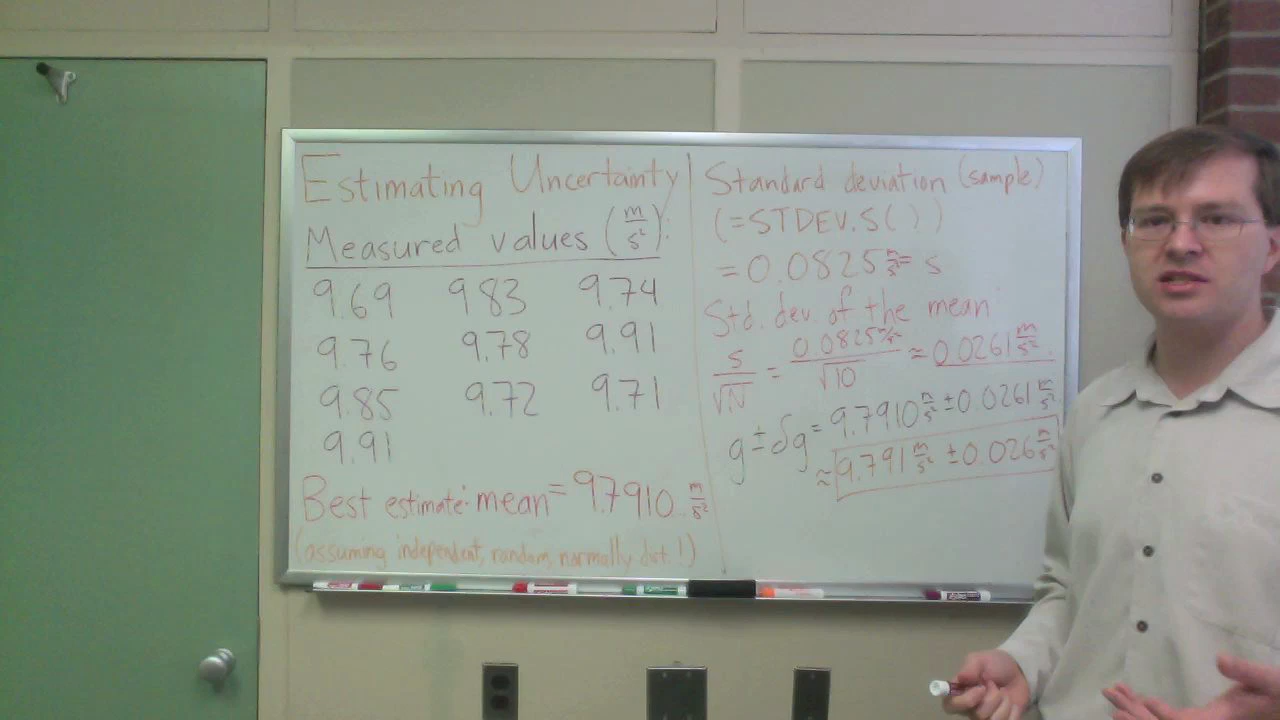 Estimating Uncertainty
Measured values (m/s²):
9.69 9.83 9.74
9.76 9.78 9.91
9.85 9.72 9.71
9.91
Best estimate: mean = 9.7910 m/s²
(assuming independent, random, normally dist.!)
Standard deviation (sample)
(=STDEV.S( ))
= 0.0825 m/s² = s
Std. dev. of the mean
s/√N = 0.0825 m/s²/√10 ≈ 0.0261 m/s².
g ± δg = 9.7910 m/s² ± 0.0261 m/s²
≈ 9.791 m/s² ± 0.026 m/s²